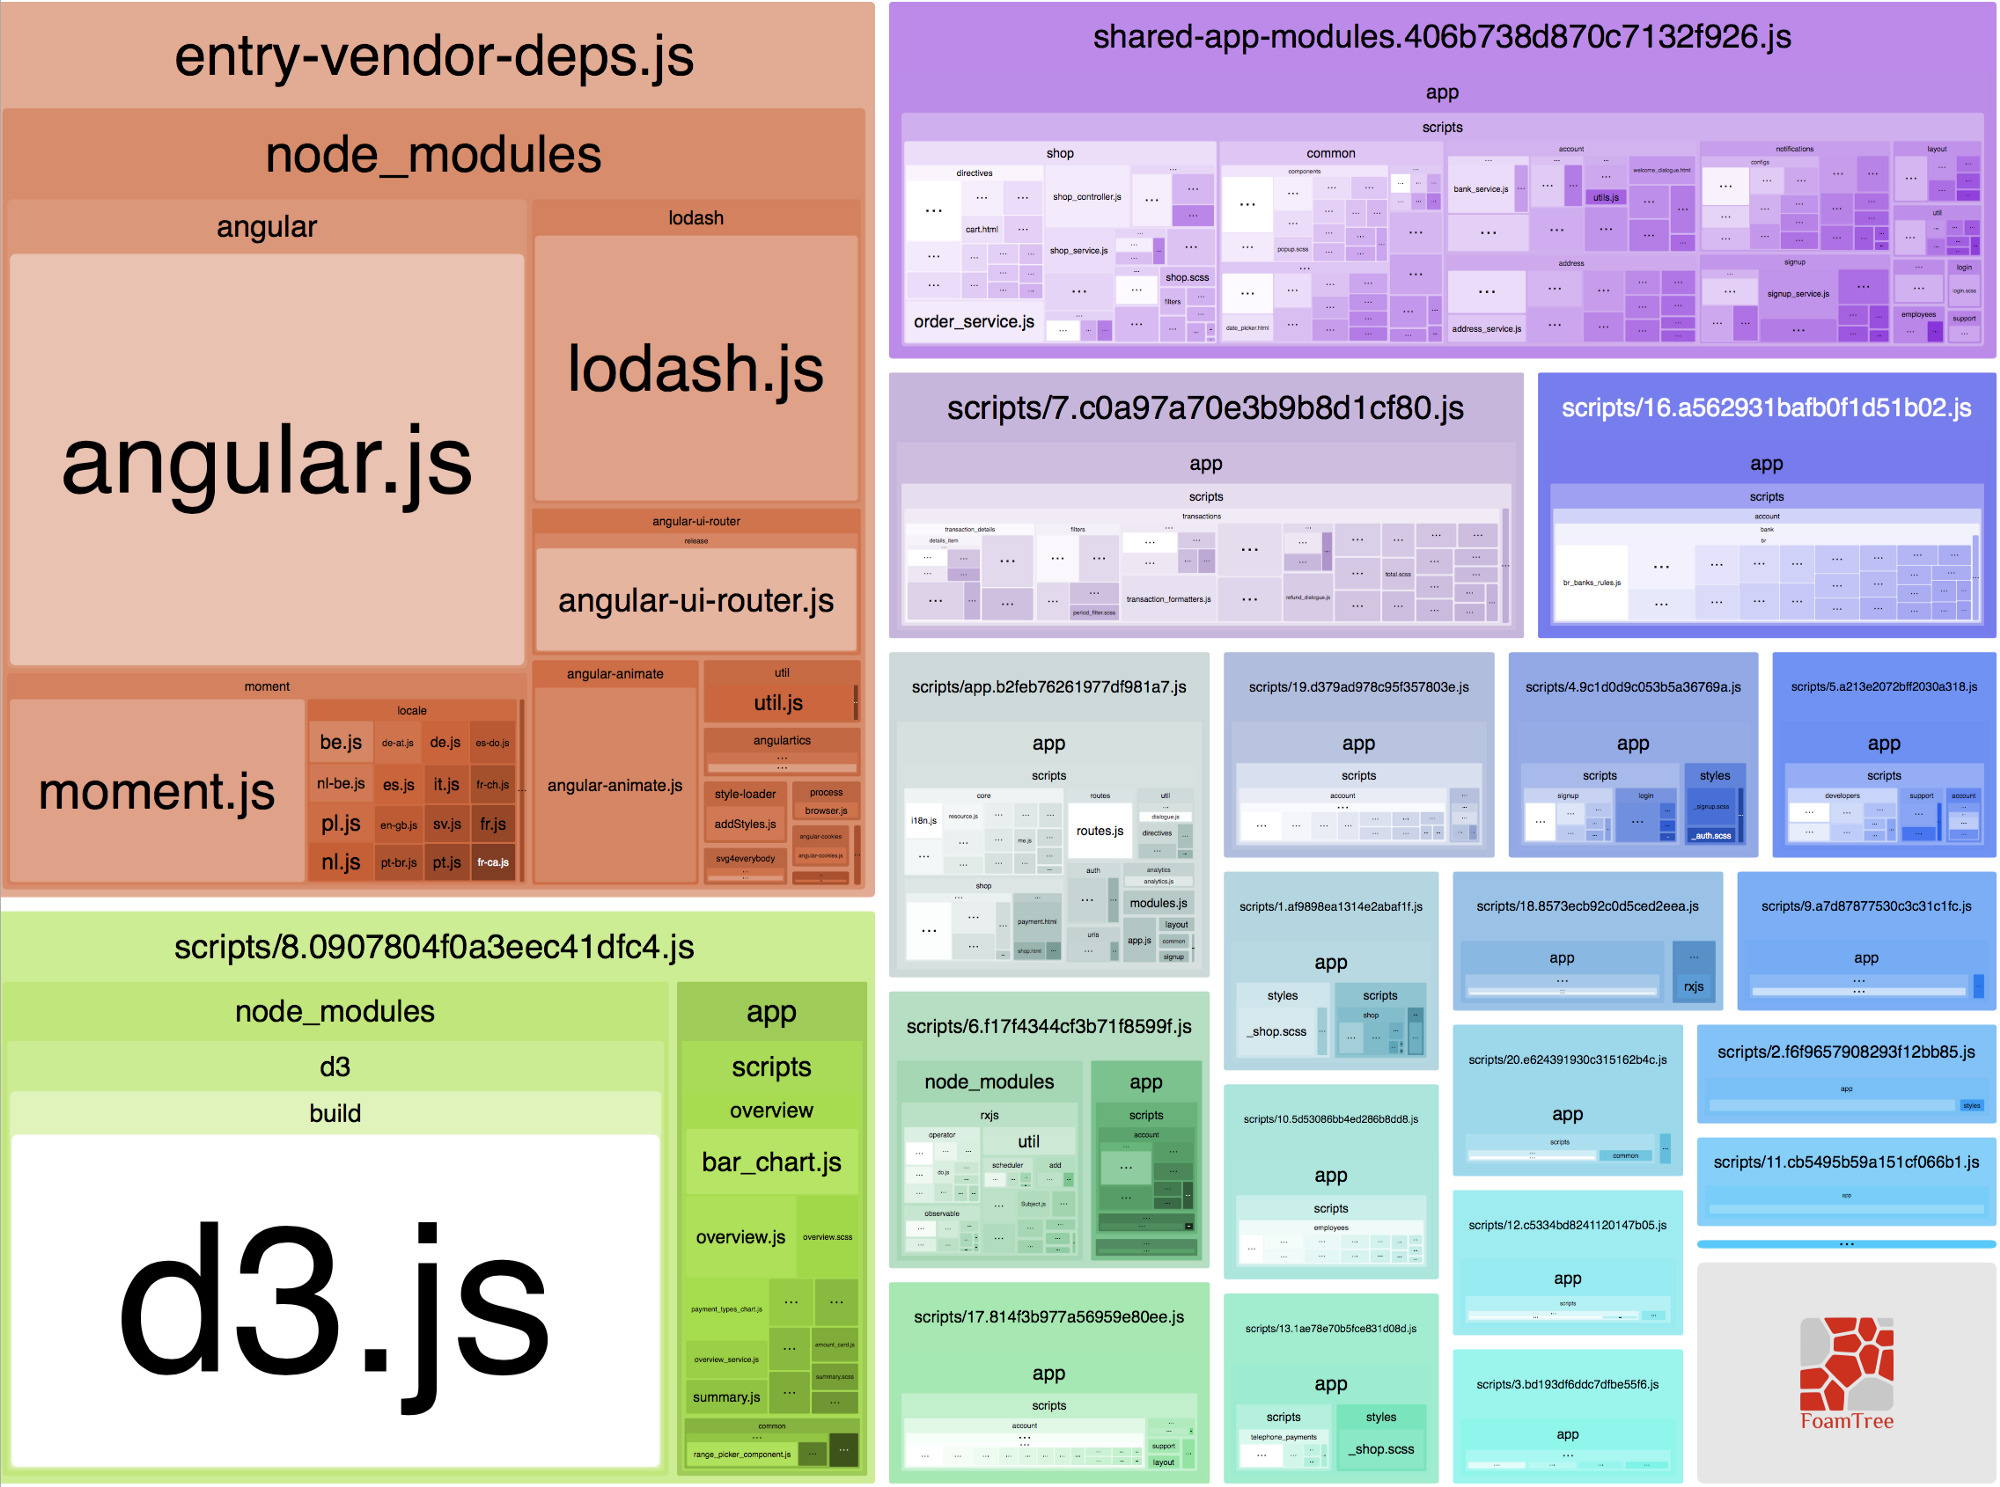 entry-vendor-deps.js
node_modules
angular
angular.js
lodash
lodash.js
angular-ui-router
release
angular-ui-router.js
moment
moment.js
locale
be.js
de-at.js
de.js
es-do.js
nl-be.js
es.js
it.js
fr-ch.js
pl.js
en-gb.js
sv.js
fr.js
nl.js
pt-br.js
pt.js
fr-ca.js
angular-animate
angular-animate.js
util
util.js
angulartics
style-loader
addStyles.js
process
browser.js
svg4everybody
angular-cookies
angular-cookies.js
scripts/8.0907804f0a3eec41dfc4.js
node_modules
d3
build
d3.js
app
scripts
overview
bar_chart.js
overview.js
overview.scss
payment_types_chart.js
overview_service.js
amount_card.js
summary.scss
summary.js
common
range_picker_component.js
shared-app-modules.406b738d870c7132f926.js
app
scripts
shop
directives
cart.html
order_service.js
shop_controller.js
shop_service.js
shop.scss
filters
common
components
popup.scss
date_picker.html
account
bank_service.js
utils.js
welcome_dialogue.html
address
address_service.js
notifications
configs
signup
signup_service.js
layout
util
login
login.scss
employees
support
scripts/7.c0a97a70e3b9b8d1cf80.js
app
scripts
transactions
transaction_details
details_item
filters
period_filter.scss
transaction_formatters.js
refund_dialogue.js
total.scss
scripts/16.a562931bafb0f1d51b02.js
app
scripts
account
bank
br
br_banks_rules.js
scripts/app.b2feb76261977df981a7.js
app
scripts
core
i18n.js
resource.js
me.js
routes
routes.js
util
dialogue.js
directives
shop
payment.html
shop.html
auth
urls
analytics
analytics.js
modules.js
app.js
layout
common
signup
scripts/19.d379ad978c95f357803e.js
app
scripts
account
scripts/4.9c1d0d9c053b5a36769a.js
app
scripts
signup
login
styles
_signup.scss
_auth.scss
scripts/5.a213e2072bff2030a318.js
app
scripts
developers
support
account
scripts/1.af9898ea1314e2abaf1f.js
app
styles
_shop.scss
scripts
shop
scripts/18.8573ecb92c0d5ced2eea.js
app
rxjs
scripts/9.a7d87877530c3c31c1fc.js
app
scripts/6.f17f4344cf3b71f8599f.js
node_modules
rxjs
operator
do.js
observable
util
scheduler
add
Subject.js
app
scripts
account
scripts/10.5d53086bb4ed286b8dd8.js
app
scripts
employees
scripts/20.e624391930c315162b4c.js
app
scripts
common
scripts/2.f6f9657908293f12bb85.js
app
styles
scripts/11.cb5495b59a151cf066b1.js
app
scripts/12.c5334bd8241120147b05.js
app
scripts
scripts/17.814f3b977a56959e80ee.js
app
scripts
account
support
layout
scripts/13.1ae78e70b5fce831d08d.js
app
scripts
telephone_payments
styles
_shop.scss
scripts/3.bd193df6ddc7dfbe55f6.js
app
FoamTree